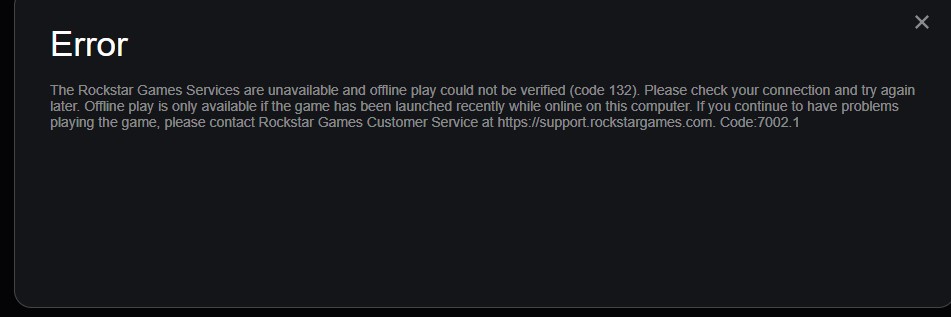 Error
The Rockstar Games Services are unavailable and offline play could not be verified (code 132). Please check your connection and try again
later. Offline play is only available if the game has been launched recently while online on this computer. If you continue to have problems
playing the game, please contact Rockstar Games Customer Service at https://support.rockstargames.com. Code:7002.1